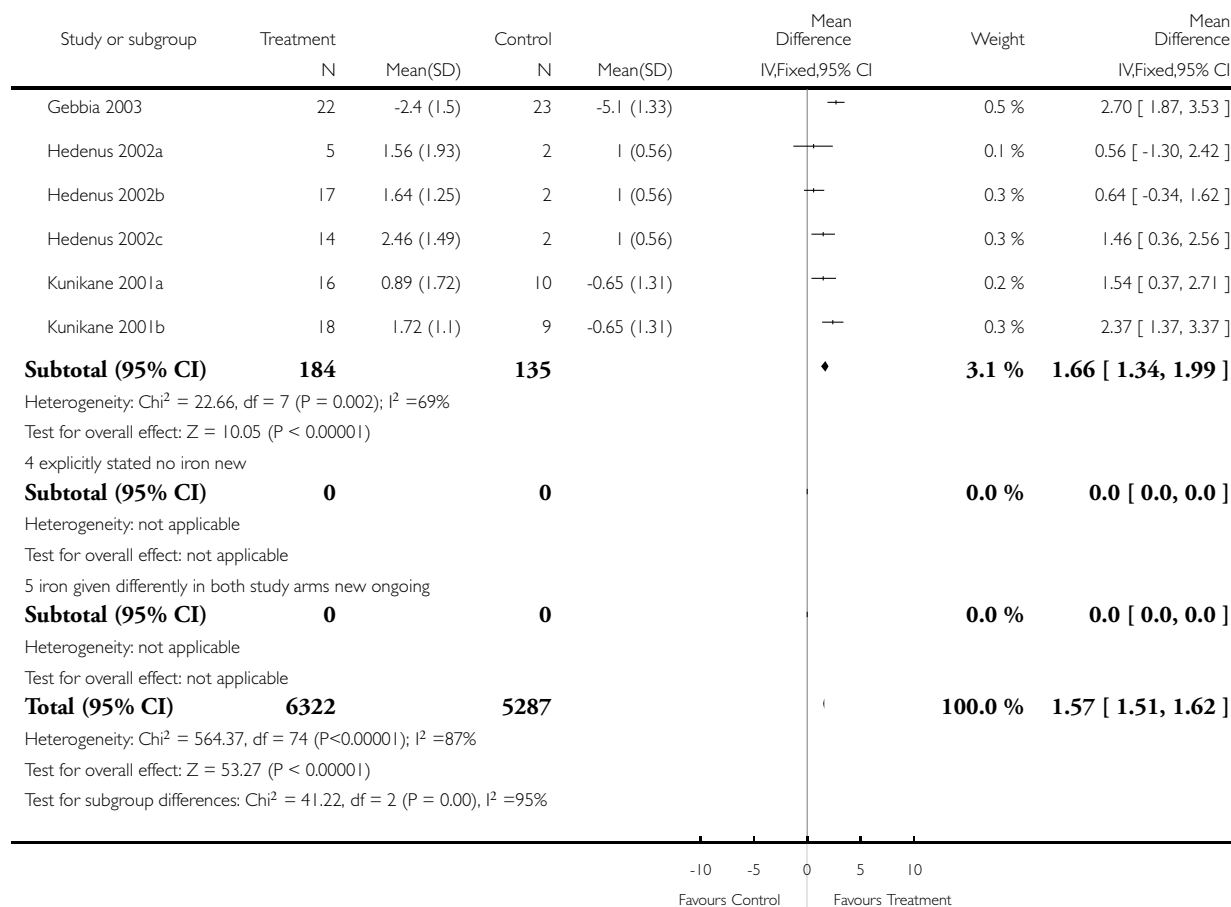 Study or subgroup Treatment Control Mean Difference Weight Mean Difference
N Mean(SD) N Mean(SD) IV,Fixed,95% CI IV,Fixed,95% CI
Gebbia 2003 22 -2.4 (1.5) 23 -5.1 (1.33) 0.5 % 2.70 [ 1.87, 3.53 ]
Hedenus 2002a 5 1.56 (1.93) 2 1 (0.56) 0.1 % 0.56 [ -1.30, 2.42 ]
Hedenus 2002b 17 1.64 (1.25) 2 1 (0.56) 0.3 % 0.64 [ -0.34, 1.62 ]
Hedenus 2002c 14 2.46 (1.49) 2 1 (0.56) 0.3 % 1.46 [ 0.36, 2.56 ]
Kunikane 2001a 16 0.89 (1.72) 10 -0.65 (1.31) 0.2 % 1.54 [ 0.37, 2.71 ]
Kunikane 2001b 18 1.72 (1.1) 9 -0.65 (1.31) 0.3 % 2.37 [ 1.37, 3.37 ]
Subtotal (95% CI) 184 135 3.1 % 1.66 [ 1.34, 1.99 ]
Heterogeneity: Chi² = 22.66, df = 7 (P = 0.002); I² =69%
Test for overall effect: Z = 10.05 (P < 0.00001)
4 explicitly stated no iron new
Subtotal (95% CI) 0 0 0.0 % 0.0 [ 0.0, 0.0 ]
Heterogeneity: not applicable
Test for overall effect: not applicable
5 iron given differently in both study arms new ongoing
Subtotal (95% CI) 0 0 0.0 % 0.0 [ 0.0, 0.0 ]
Heterogeneity: not applicable
Test for overall effect: not applicable
Total (95% CI) 6322 5287 100.0 % 1.57 [ 1.51, 1.62 ]
Heterogeneity: Chi² = 564.37, df = 74 (P<0.00001); I² =87%
Test for overall effect: Z = 53.27 (P < 0.00001)
Test for subgroup differences: Chi² = 41.22, df = 2 (P = 0.00), I² =95%
-10 -5 0 5 10
Favours Control Favours Treatment